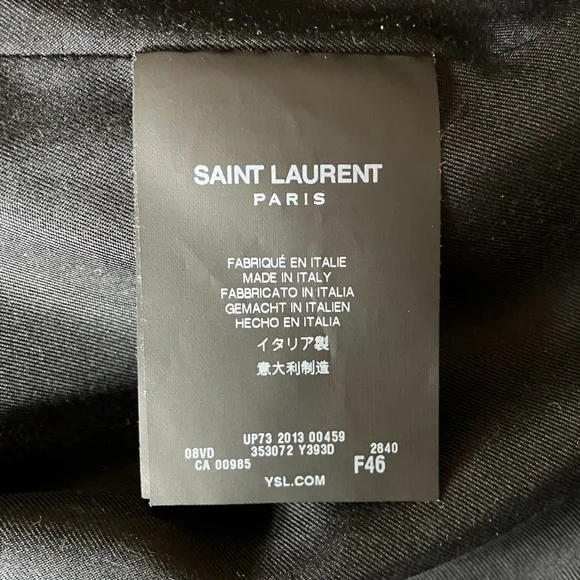 SAINT LAURENT
PARIS
FABRIQUÉ EN ITALIE
MADE IN ITALY
FABBRICATO IN ITALIA
GEMACHT IN ITALIEN
HECHO EN ITALIA
イタリア製
意大利制造
UP73 2013 00459
08VD 353072 Y393D 2840
CA 00985 F46
YSL.COM